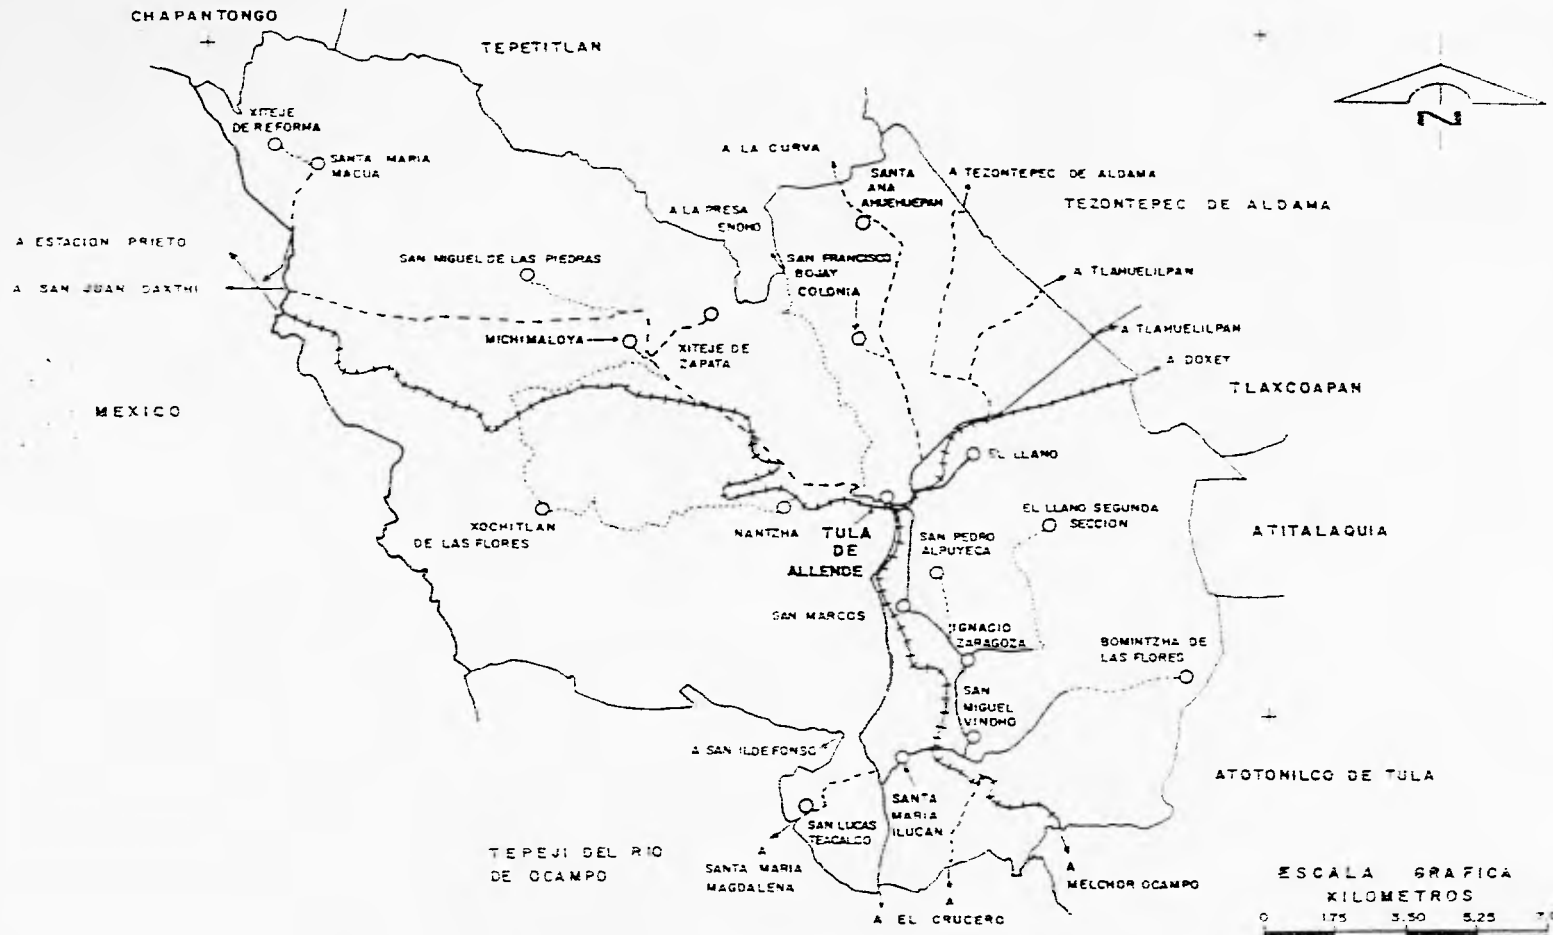 CHAPANTONGO
TEPETITLAN
XITEJE
DE REFORMA
SANTA MARIA
MACUA
A LA CURVA
SANTA
ANA
AHUEHUEPAN
A TEZONTEPEC DE ALDAMA
TEZONTEPEC DE ALDAMA
N
A LA PRESA
ENDHO
A ESTACION PRIETO
SAN MIGUEL DE LAS PIEDRAS
SAN FRANCISCO
BOJAY
COLONIA
A TLAHUELILPAN
A SAN JUAN DAXTHI
MICHIMALOYA
XITEJE DE
ZAPATA
A TLAHUELILPAN
A DOXEY
TLAXCOAPAN
MEXICO
EL LLANO
XOCHITLAN
DE LAS FLORES
NANTZHA
TULA
DE
ALLENDE
SAN PEDRO
ALPUYECA
EL LLANO SEGUNDA
SECCION
ATITALAQUIA
SAN MARCOS
IGNACIO
ZARAGOZA
BOMINTZHA DE
LAS FLORES
SAN
MIGUEL
VINDHO
A SAN ILDEFONSO
ATOTONILCO DE TULA
SANTA
MARIA
ILUCAN
SAN LUCAS
TEACALCO
TEPEJI DEL RIO
DE OCAMPO
A
SANTA MARIA
MAGDALENA
A
MELCHOR OCAMPO
A EL CRUCERO
A
ESCALA GRAFICA
KILOMETROS
0 1.75 3.50 5.25